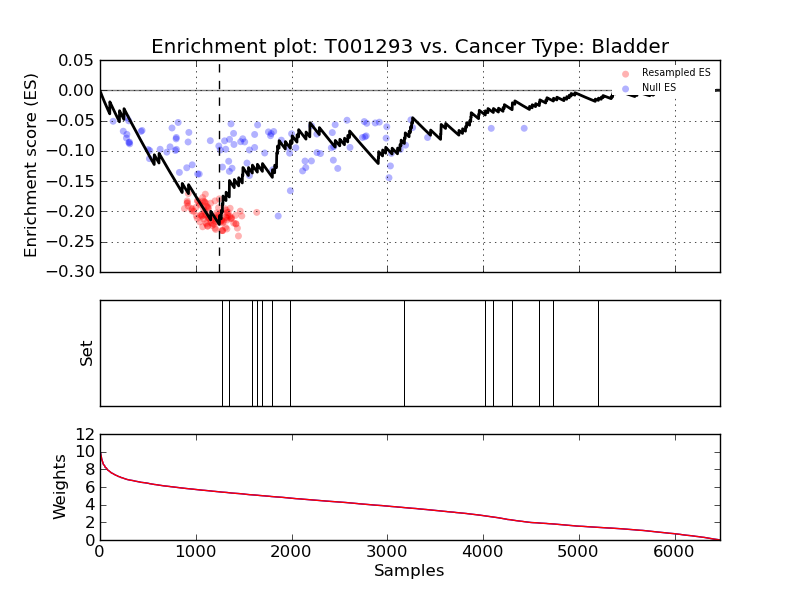 Enrichment plot: T001293 vs. Cancer Type: Bladder
0.05
0.00
−0.05
−0.10
−0.15
−0.20
−0.25
−0.30
Enrichment score (ES)
Resampled ES
Null ES
Set
12
10
8
6
4
2
0
Weights
0 1000 2000 3000 4000 5000 6000
Samples